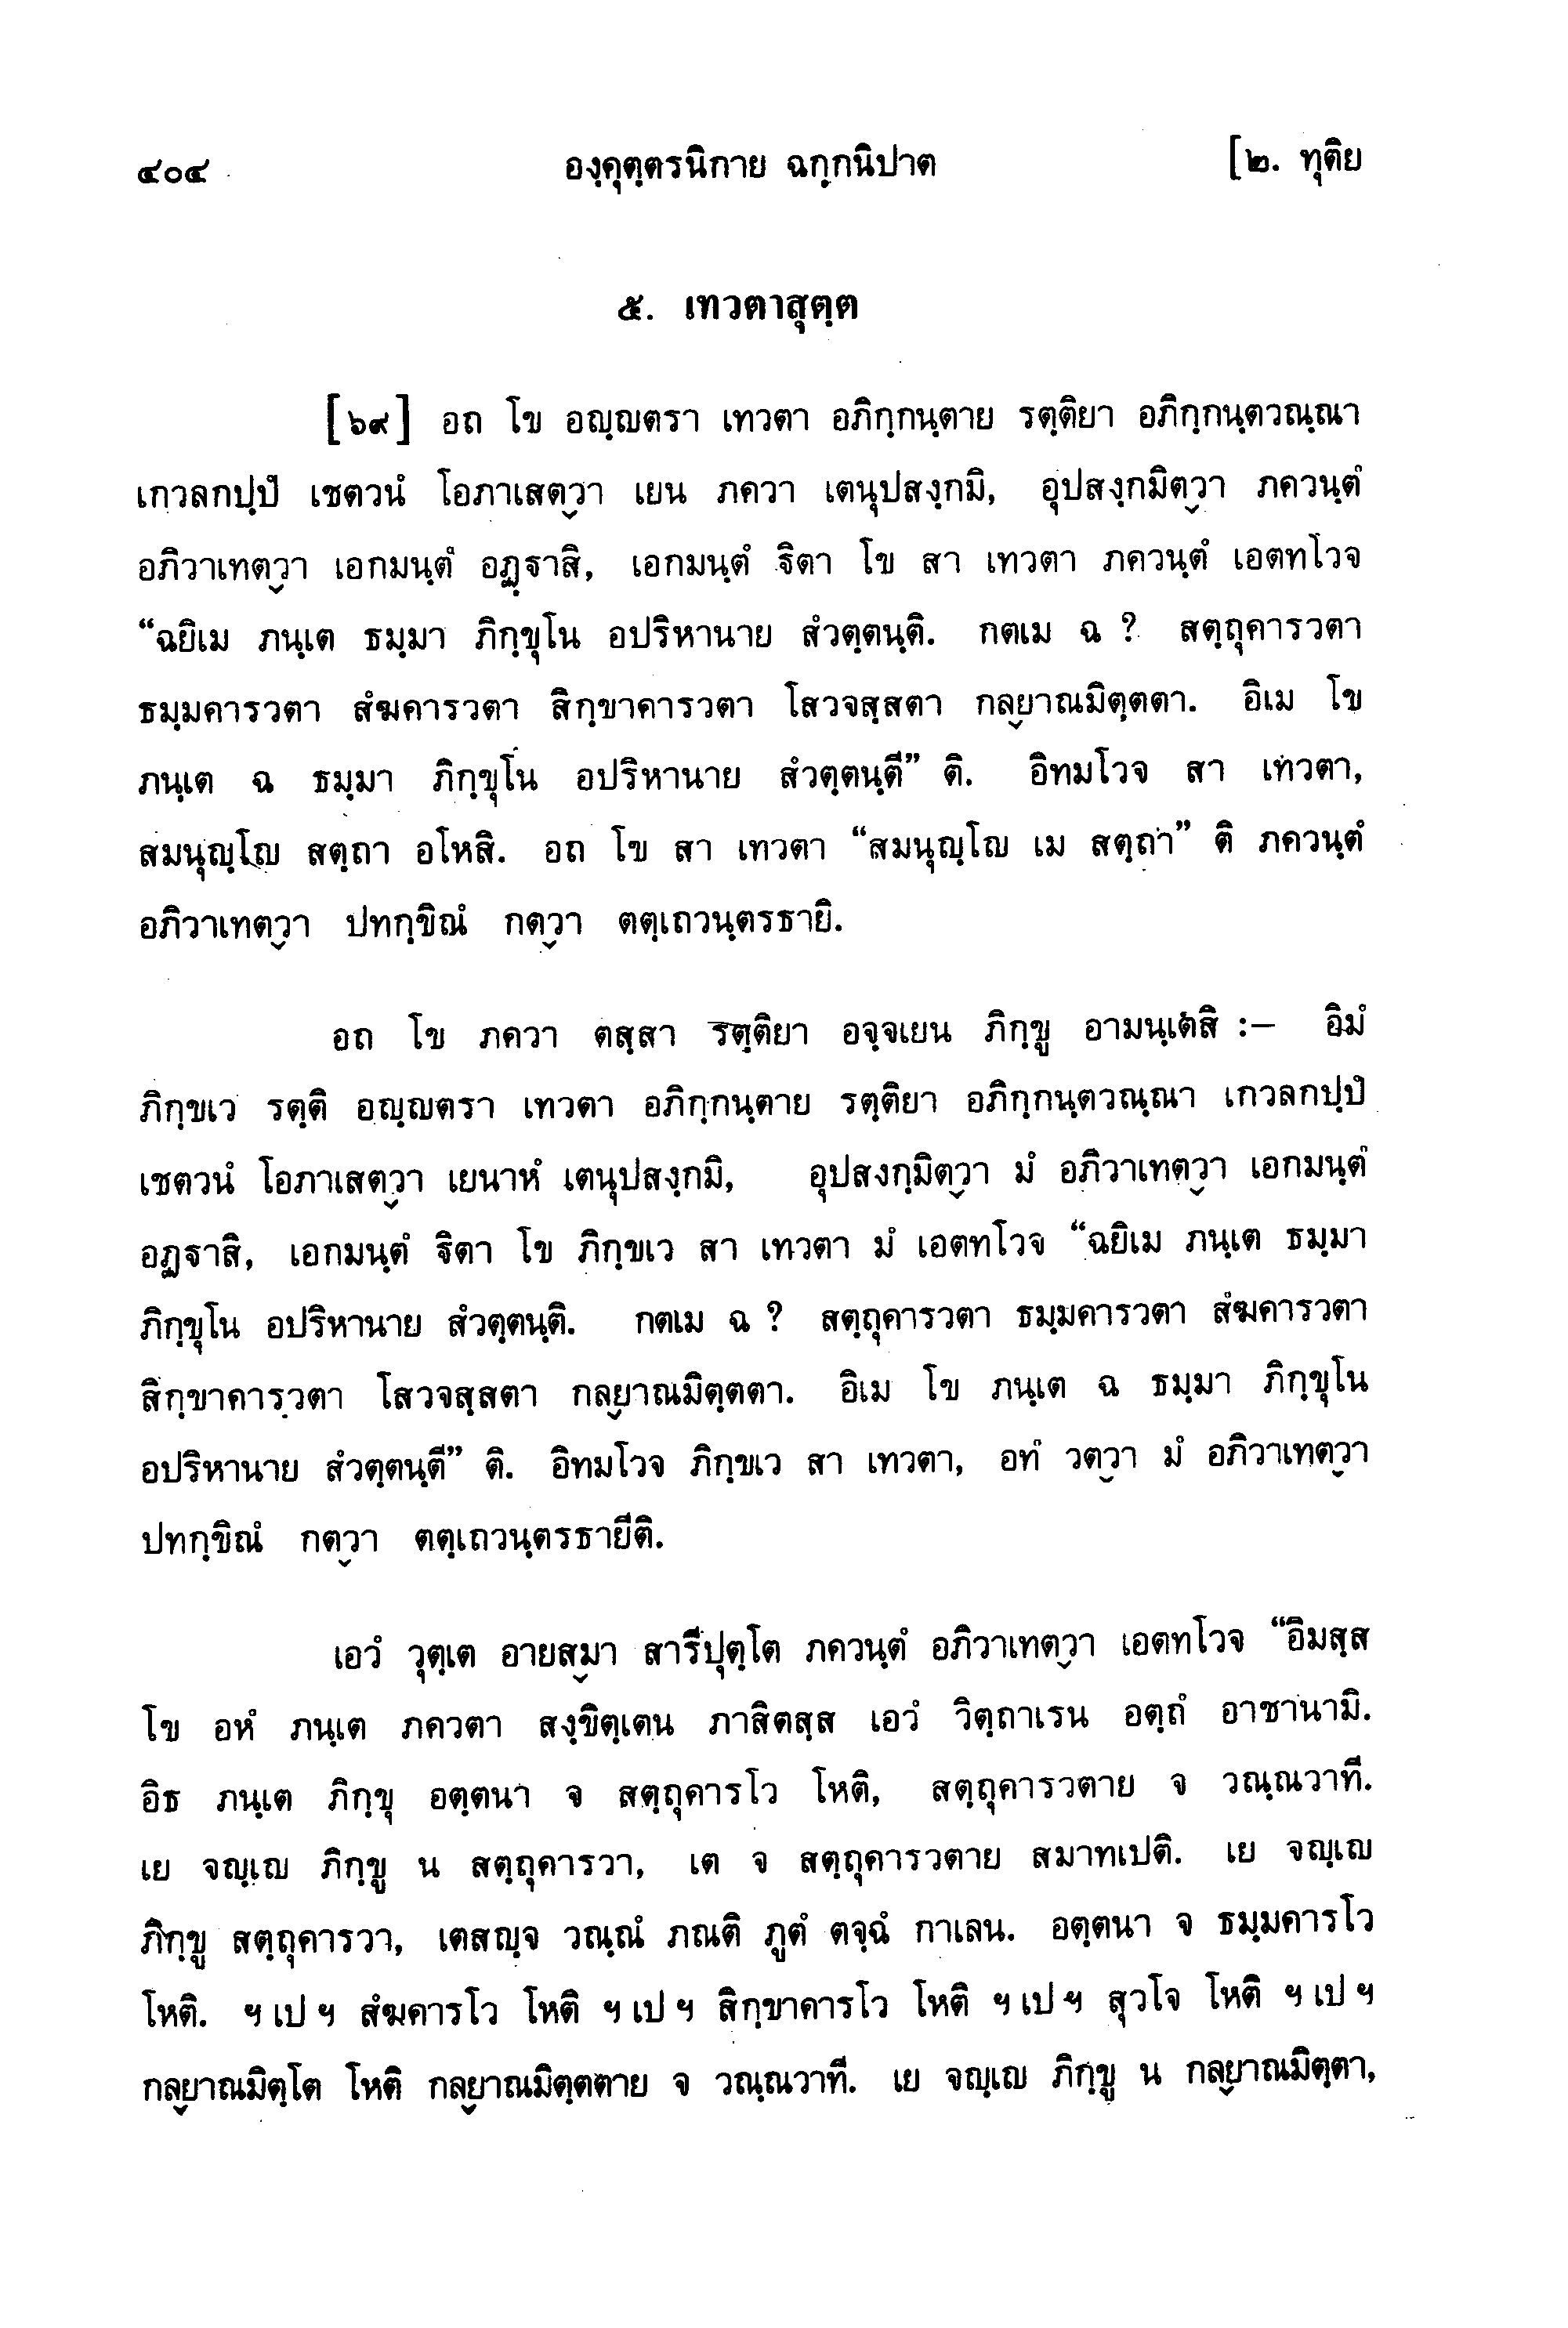 ๔๐๔ องฺคุตฺตรนิกาย ฉกฺกนิปาต [๒. ทุติย
๕. เทวตาสุตฺต
[๖๙] อถ โข อญฺญตรา เทวตา อภิกฺกนฺตาย รตฺติยา อภิกฺกนฺตวณฺณา
เกวลกปฺปํ เชตวนํ โอภาเสตฺวา เยน ภควา เตนุปสงฺกมิ, อุปสงฺกมิตฺวา ภควนฺตํ
อภิวาเทตฺวา เอกมนฺตํ อฏฺฐาสิ, เอกมนฺตํ ฐิตา โข สา เทวตา ภควนฺตํ เอตทโวจ
“ฉยิเม ภนฺเต ธมฺมา ภิกฺขุโน อปริหานาย สํวตฺตนฺติ. กตเม ฉ ? สตฺถุคารวตา
ธมฺมคารวตา สํฆคารวตา สิกฺขาคารวตา โสวจสฺสตา กลฺยาณมิตฺตตา. อิเม โข
ภนฺเต ฉ ธมฺมา ภิกฺขุโน อปริหานาย สํวตฺตนฺตี” ติ. อิทมโวจ สา เทวตา,
สมนุญฺโญ สตฺถา อโหสิ. อถ โข สา เทวตา “สมนุญฺโญ เม สตฺถา” ติ ภควนฺตํ
อภิวาเทตฺวา ปทกฺขิณํ กตฺวา ตตฺเถวนฺตรธายิ.
อถ โข ภควา ตสฺสา รตฺติยา อจฺจเยน ภิกฺขู อามนฺเตสิ :— อิมํ
ภิกฺขเว รตฺติ อญฺญตรา เทวตา อภิกฺกนฺตาย รตฺติยา อภิกฺกนฺตวณฺณา เกวลกปฺปํ
เชตวนํ โอภาเสตฺวา เยนาหํ เตนุปสงฺกมิ, อุปสงกฺมิตฺวา มํ อภิวาเทตฺวา เอกมนฺตํ
อฏฺฐาสิ, เอกมนฺตํ ฐิตา โข ภิกฺขเว สา เทวตา มํ เอตทโวจ “ฉยิเม ภนฺเต ธมฺมา
ภิกฺขุโน อปริหานาย สํวตฺตนฺติ. กตเม ฉ ? สตฺถุคารวตา ธมฺมคารวตา สํฆคารวตา
สิกฺขาคารวตา โสวจสฺสตา กลฺยาณมิตฺตตา. อิเม โข ภนฺเต ฉ ธมฺมา ภิกฺขุโน
อปริหานาย สํวตฺตนฺตี” ติ. อิทมโวจ ภิกฺขเว สา เทวตา, อทํ วตฺวา มํ อภิวาเทตฺวา
ปทกฺขิณํ กตฺวา ตตฺเถวนฺตรธายีติ.
เอวํ วุตฺเต อายสฺมา สารีปุตฺโต ภควนฺตํ อภิวาเทตฺวา เอตทโวจ “อิมสฺส
โข อหํ ภนฺเต ภควตา สงฺขิตฺเตน ภาสิตสฺส เอวํ วิตฺถาเรน อตฺถํ อาชานามิ.
อิธ ภนฺเต ภิกฺขุ อตฺตนา จ สตฺถุคารโว โหติ, สตฺถุคารวตาย จ วณฺณวาที.
เย จญฺเญ ภิกฺขู น สตฺถุคารวา, เต จ สตฺถุคารวตาย สมาทเปติ. เย จญฺเญ
ภิกฺขู สตฺถุคารวา, เตสญฺจ วณฺณํ ภณติ ภูตํ ตจฺฉํ กาเลน. อตฺตนา จ ธมฺมคารโว
โหติ. ฯ เป ฯ สํฆคารโว โหติ ฯ เป ฯ สิกฺขาคารโว โหติ ฯ เป ฯ สุวโจ โหติ ฯ เป ฯ
กลฺยาณมิตฺโต โหติ กลฺยาณมิตฺตตาย จ วณฺณวาที. เย จญฺเญ ภิกฺขู น กลฺยาณมิตฺตา,